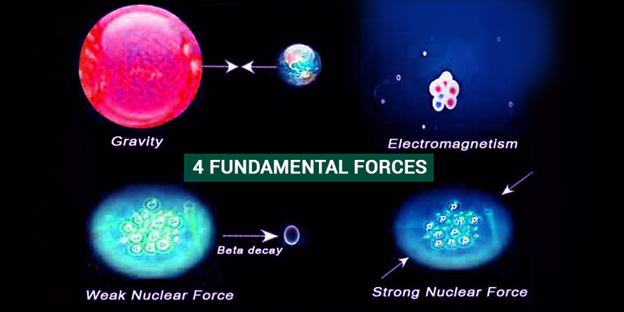 Gravity
Electromagnetism
4 FUNDAMENTAL FORCES
Beta decay
Weak Nuclear Force
Strong Nuclear Force